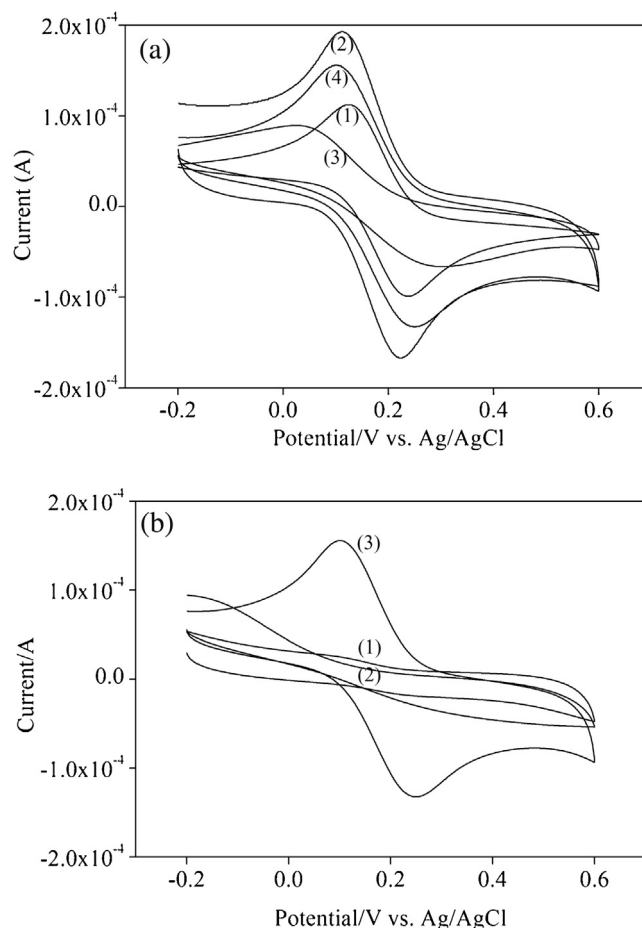 (a)
2.0x10⁻⁴
1.0x10⁻⁴
0.0
-1.0x10⁻⁴
-2.0x10⁻⁴
Current (A)
(2)
(4)
(1)
(3)
-0.2 0.0 0.2 0.4 0.6
Potential/V vs. Ag/AgCl
(b)
2.0x10⁻⁴
1.0x10⁻⁴
0.0
-1.0x10⁻⁴
-2.0x10⁻⁴
Current/A
(3)
(1)
(2)
-0.2 0.0 0.2 0.4 0.6
Potential/V vs. Ag/AgCl